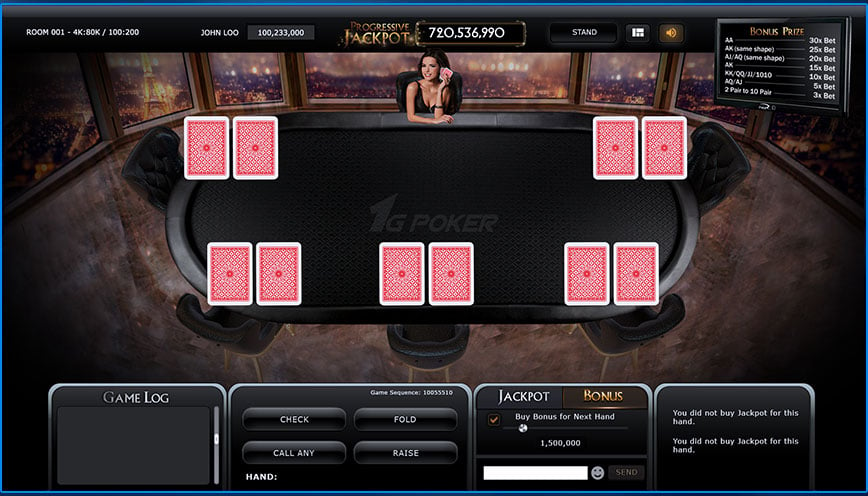 ROOM 001 - 4K:80K / 100:200
JOHN LOO
100,233,000
PROGRESSIVE
JACKPOT
720,536,990
STAND
BONUS PRIZE
AA 30x Bet
AK (same shape) 25x Bet
AJ/AQ (same shape) 20x Bet
AK 15x Bet
KK/QQ/JJ/1010 10x Bet
AQ/AJ 5x Bet
2 Pair to 10 Pair 3x Bet
1G POKER
GAME LOG
Game Sequence: 10055510
CHECK
FOLD
CALL ANY
RAISE
HAND:
JACKPOT
BONUS
Buy Bonus for Next Hand
1,500,000
SEND
You did not buy Jackpot for this
hand.
You did not buy Jackpot for this
hand.